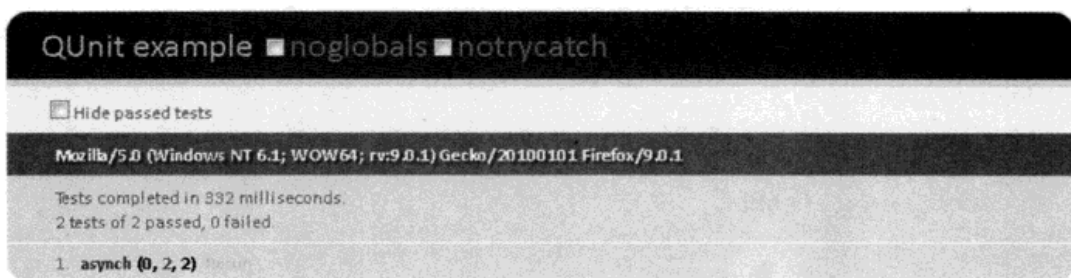 QUnit example noglobals notrycatch
Hide passed tests
Mozilla/5.0 (Windows NT 6.1; WOW64; rv:9.0.1) Gecko/20100101 Firefox/9.0.1
Tests completed in 332 milliseconds.
2 tests of 2 passed, 0 failed.
1. asynch (0, 2, 2)